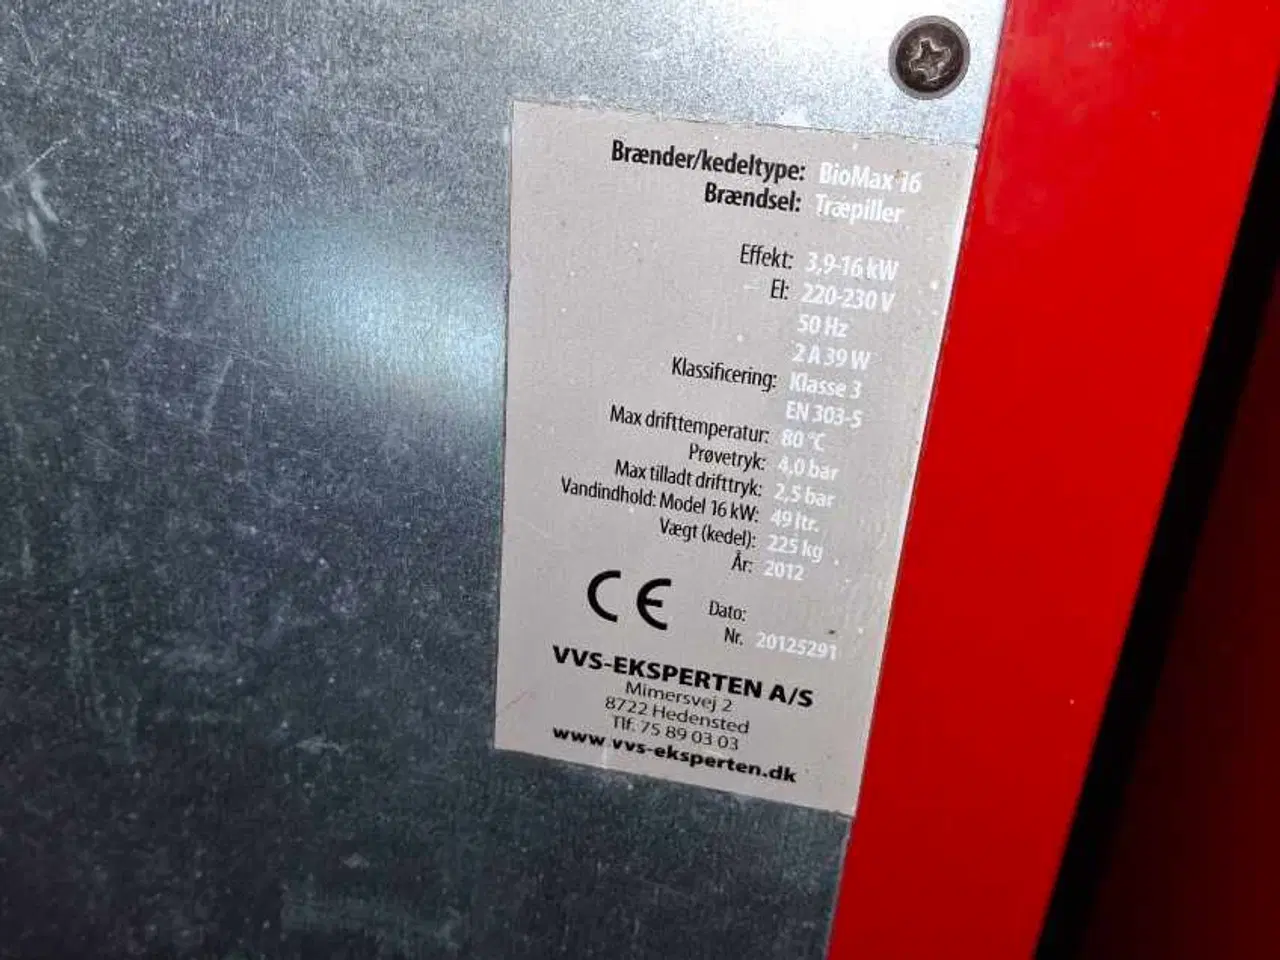 Brænder/kedeltype: BioMax 16
Brændsel: Træpiller
Effekt: 3,9-16 kW
El: 220-230 V
50 Hz
2 A 39 W
Klassificering: Klasse 3
EN 303-5
Max drifttemperatur: 80 °C
Prøvetryk: 4,0 bar
Max tilladt drifttryk: 2,5 bar
Vandindhold: Model 16 kW: 49 ltr.
Vægt (kedel): 225 kg
År: 2012
CE
Dato:
Nr. 20125291
VVS-EKSPERTEN A/S
Mimersvej 2
8722 Hedensted
Tlf. 75 89 03 03
www.vvs-eksperten.dk